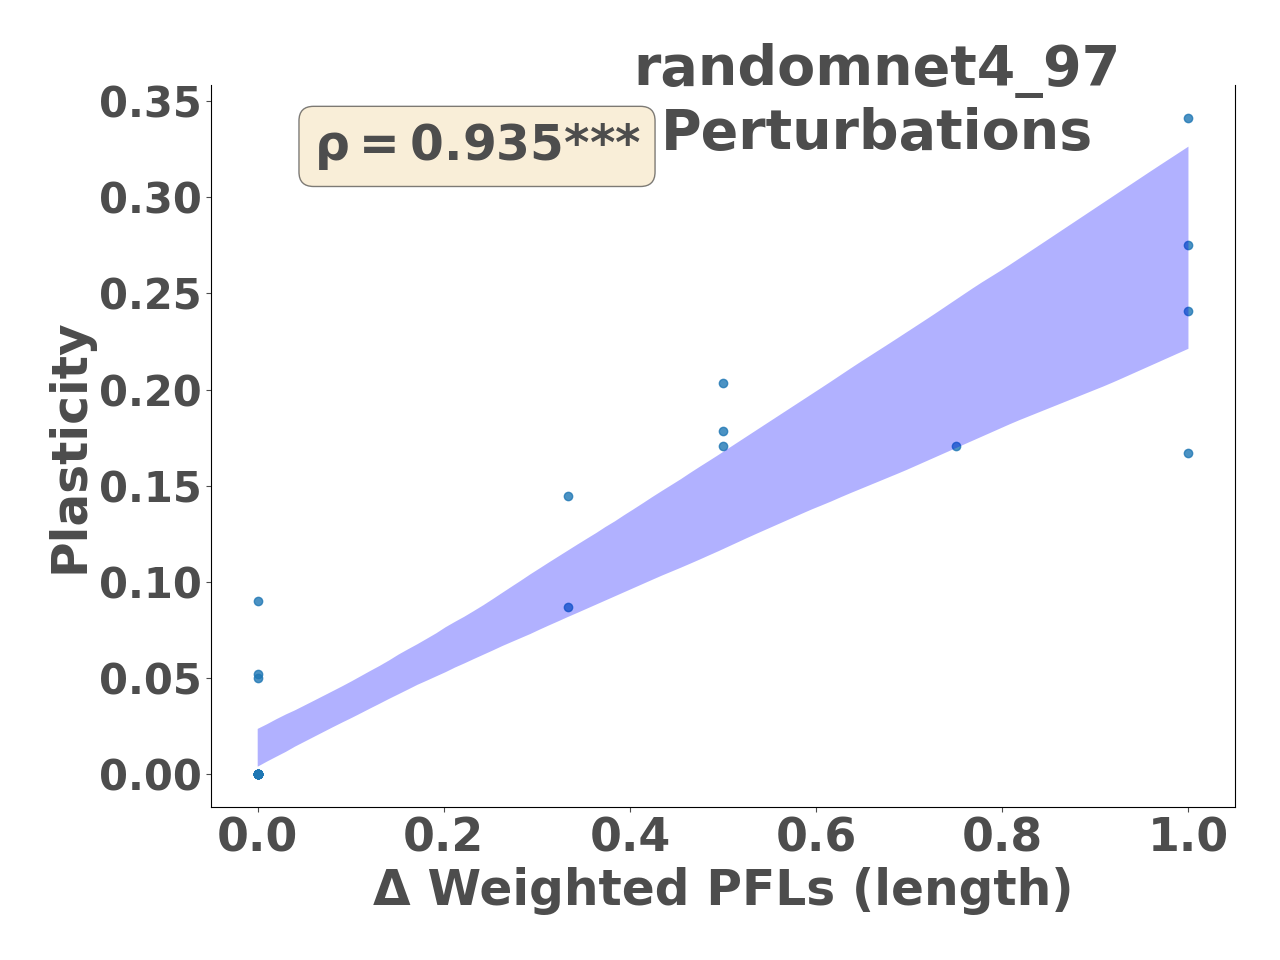 randomnet4_97
Perturbations
ρ = 0.935***
Plasticity
0.35
0.30
0.25
0.20
0.15
0.10
0.05
0.00
0.0 0.2 0.4 0.6 0.8 1.0
Δ Weighted PFLs (length)